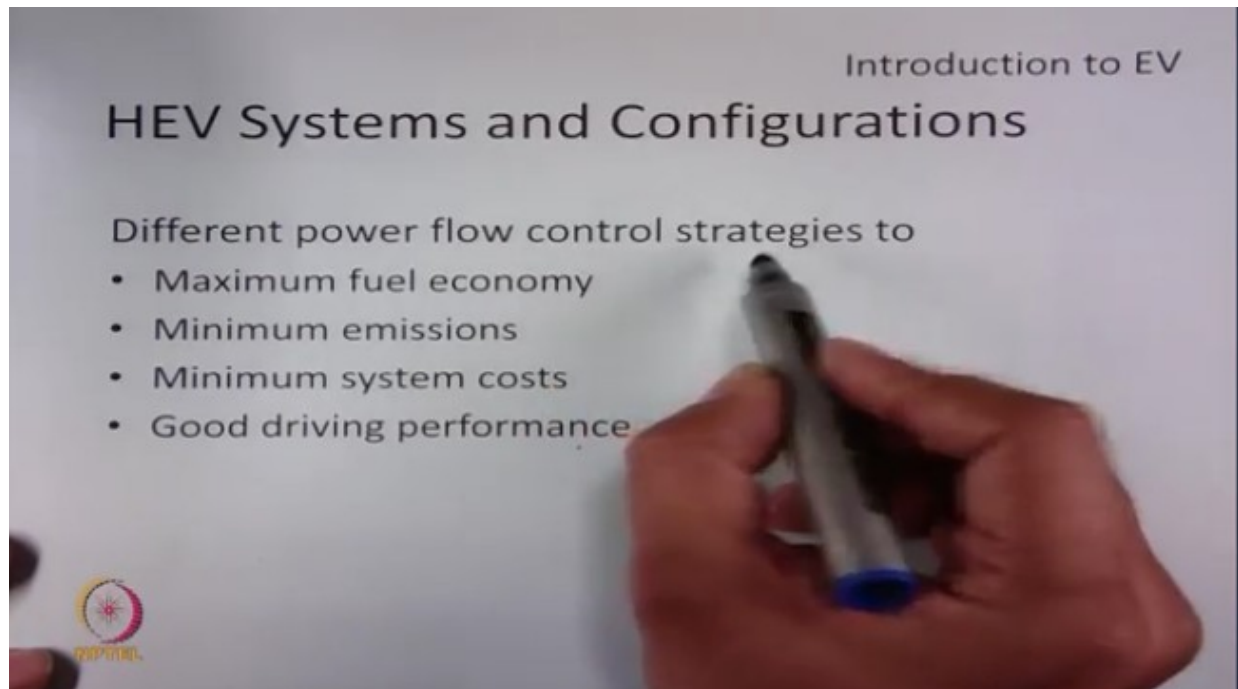 Introduction to EV
HEV Systems and Configurations
Different power flow control strategies to
• Maximum fuel economy
• Minimum emissions
• Minimum system costs
• Good driving performance
NPTEL